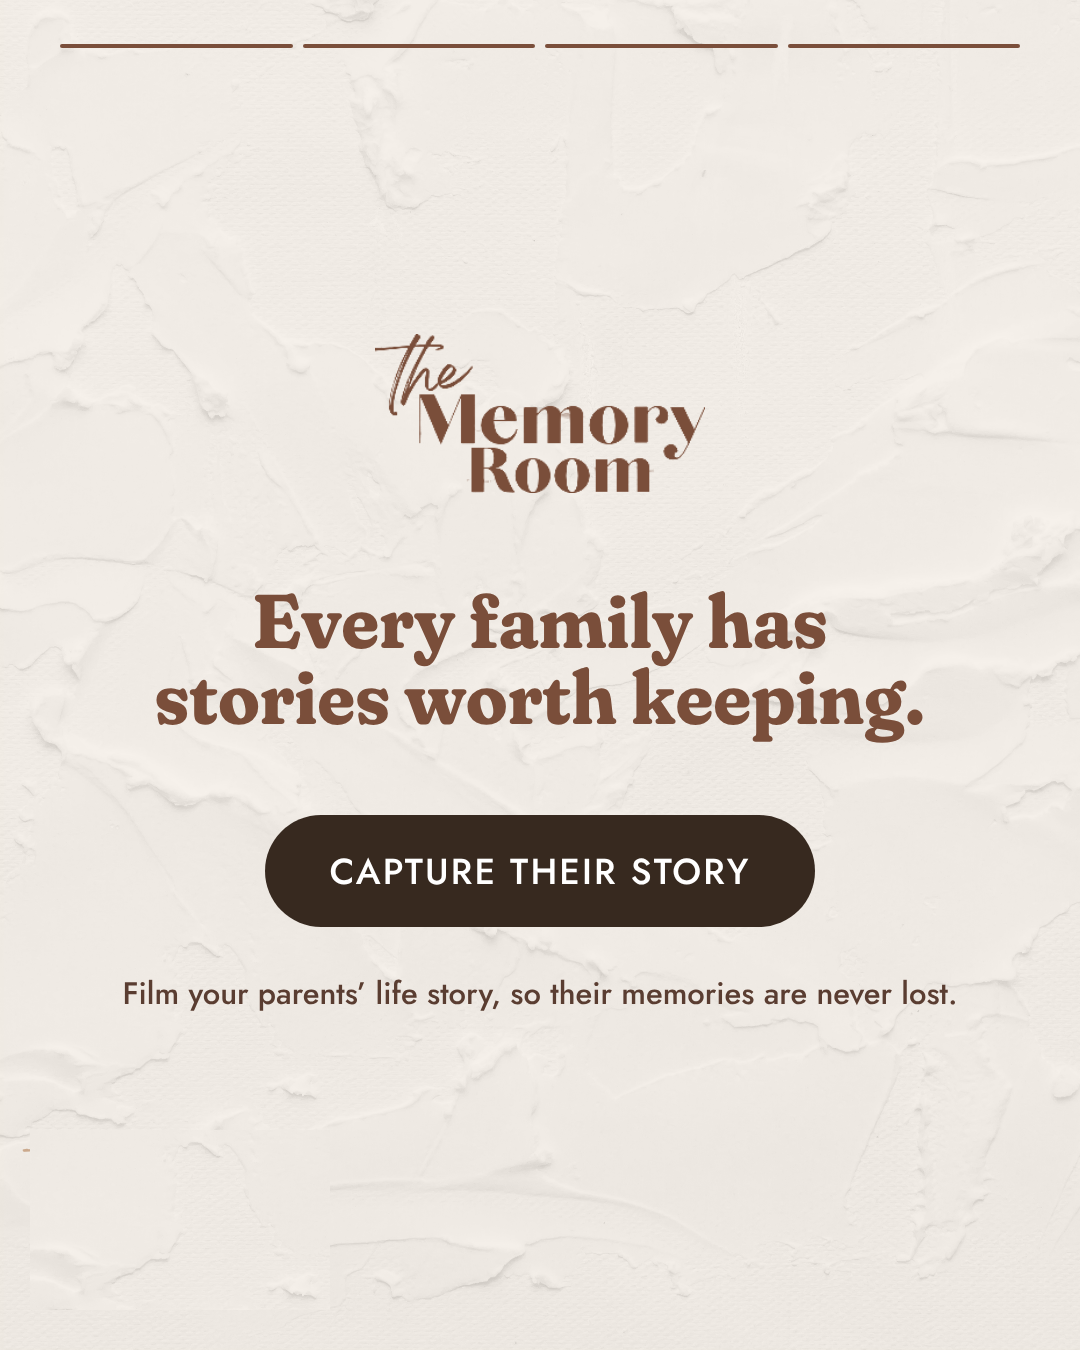 the
Memory
Room
Every family has
stories worth keeping.
CAPTURE THEIR STORY
Film your parents’ life story, so their memories are never lost.